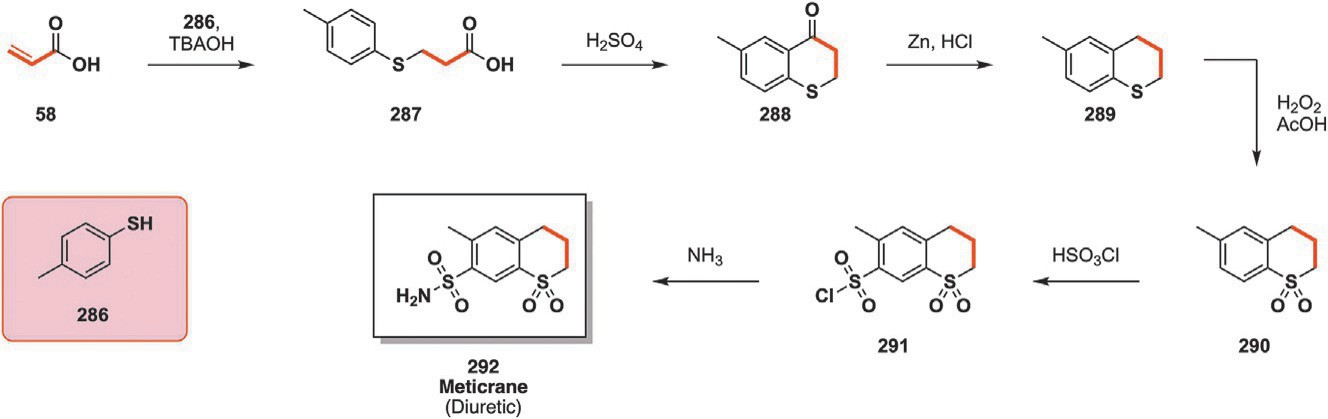 O
OH
58
286,
TBAOH
S
O
OH
287
H₂SO₄
O
S
288
Zn, HCl
S
289
H₂O₂
AcOH
SH
286
H₂N
S
O
O
S
O O
292
Meticrane
(Diuretic)
NH₃
O
S
Cl
O
S
O O
291
HSO₃Cl
S
O O
290